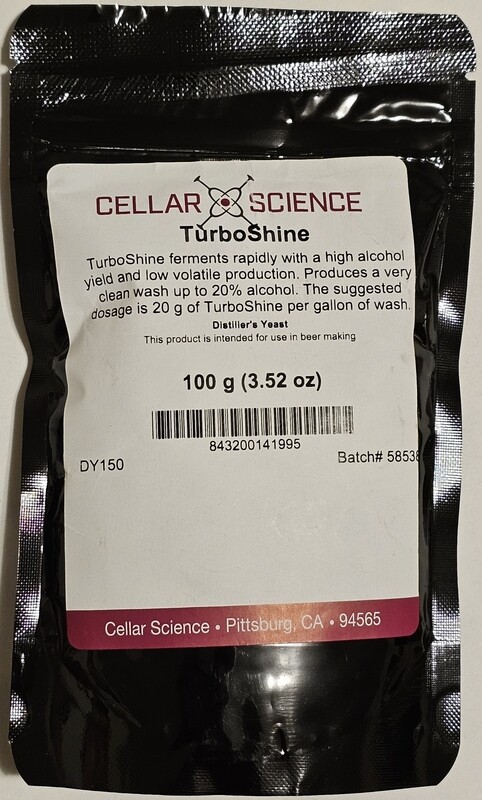 CELLAR SCIENCE
TurboShine
TurboShine ferments rapidly with a high alcohol
yield and low volatile production. Produces a very
clean wash up to 20% alcohol. The suggested
dosage is 20 g of TurboShine per gallon of wash.
Distiller's Yeast
This product is intended for use in beer making
100 g (3.52 oz)
843200141995
DY150 Batch# 58538
Cellar Science • Pittsburg, CA • 94565